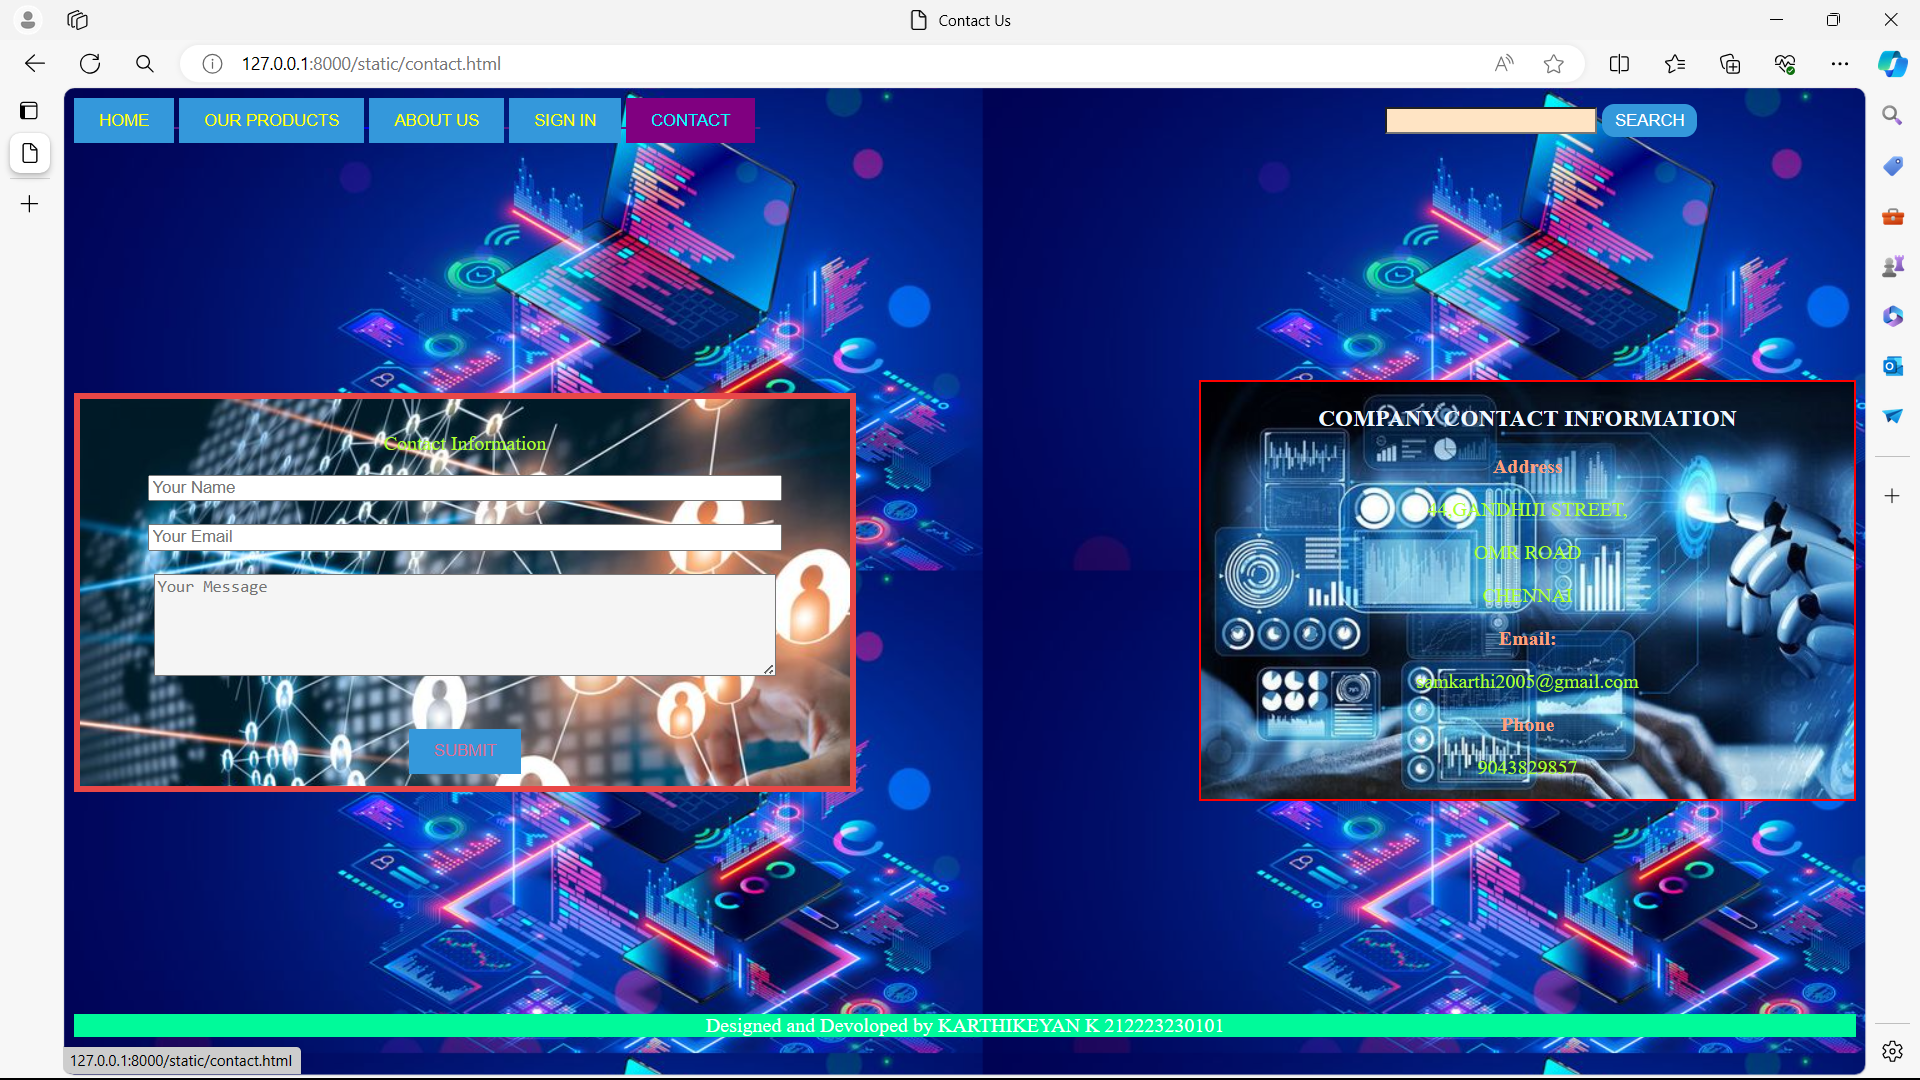 Contact Us
127.0.0.1:8000/static/contact.html
HOME
OUR PRODUCTS
ABOUT US
SIGN IN
CONTACT
SEARCH
Contact Information
Your Name
Your Email
Your Message
SUBMIT
COMPANY CONTACT INFORMATION
Address
44,GANDHIJI STREET,
OMR ROAD
CHENNAI
Email:
samkarthi2005@gmail.com
Phone
9043829857
Designed and Devoloped by KARTHIKEYAN K 212223230101
127.0.0.1:8000/static/contact.html